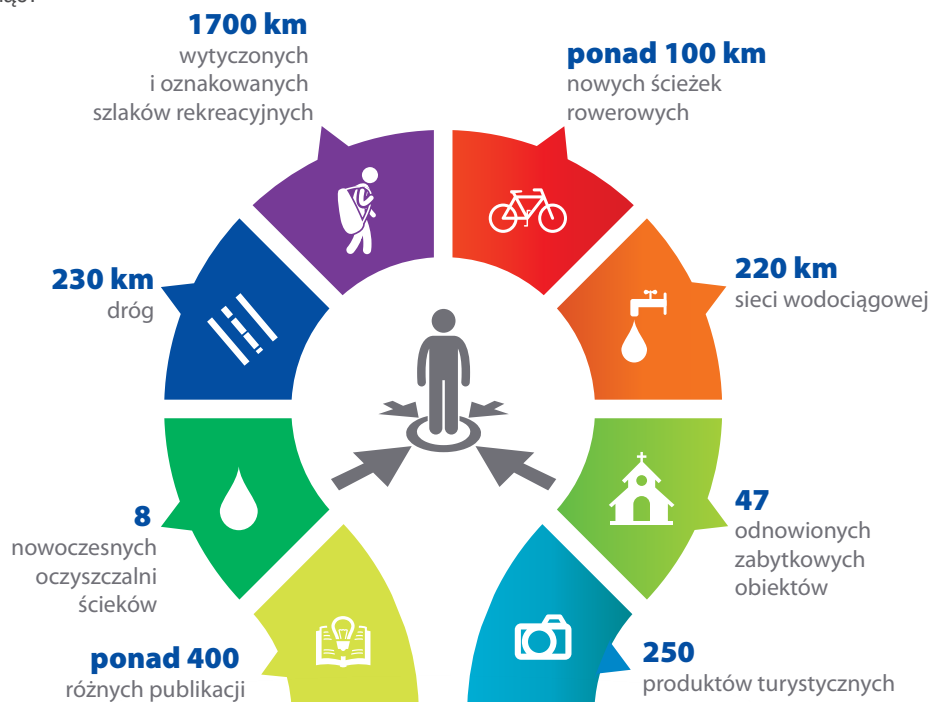 1700 km
wytyczonych
i oznakowanych
szlaków rekreacyjnych
ponad 100 km
nowych ścieżek
rowerowych
230 km
dróg
220 km
sieci wodociągowej
8
nowoczesnych
oczyszczalni
ścieków
47
odnowionych
zabytkowych
obiektów
ponad 400
różnych publikacji
250
produktów turystycznych